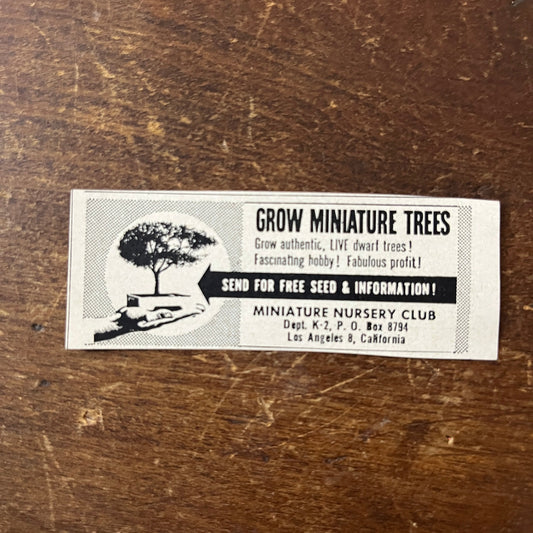 GROW MINIATURE TREES
Grow authentic, LIVE dwarf trees!
Fascinating hobby! Fabulous profit!
SEND FOR FREE SEED & INFORMATION!
MINIATURE NURSERY CLUB
Dept. K-2, P. O. Box 8794
Los Angeles 8, California